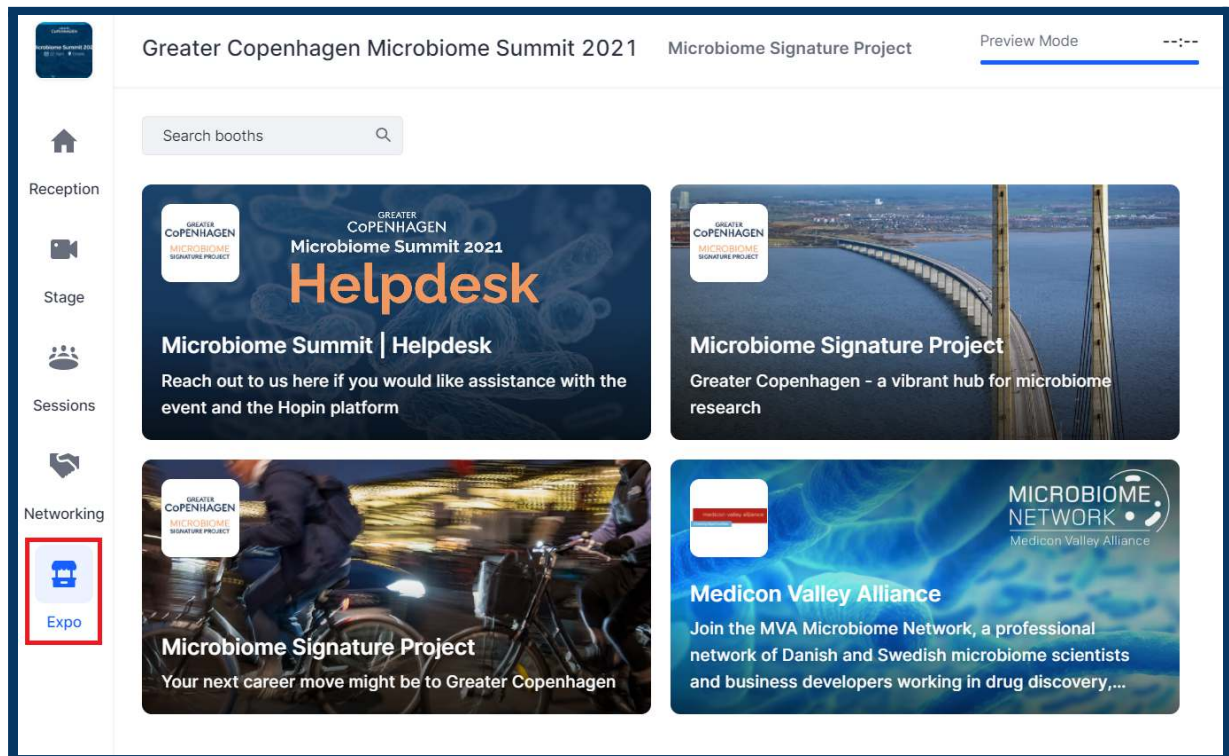 Greater Copenhagen Microbiome Summit 2021
Microbiome Signature Project
Preview Mode
--:--
Reception
Stage
Sessions
Networking
Expo
Search booths
GREATER
COPENHAGEN
MICROBIOME
SIGNATURE PROJECT
GREATER
COPENHAGEN
Microbiome Summit 2021
Helpdesk
Microbiome Summit | Helpdesk
Reach out to us here if you would like assistance with the
event and the Hopin platform
GREATER
COPENHAGEN
MICROBIOME
SIGNATURE PROJECT
Microbiome Signature Project
Greater Copenhagen - a vibrant hub for microbiome
research
GREATER
COPENHAGEN
MICROBIOME
SIGNATURE PROJECT
Microbiome Signature Project
Your next career move might be to Greater Copenhagen
medicon valley alliance
MICROBIOME
NETWORK
Medicon Valley Alliance
Medicon Valley Alliance
Join the MVA Microbiome Network, a professional
network of Danish and Swedish microbiome scientists
and business developers working in drug discovery,...